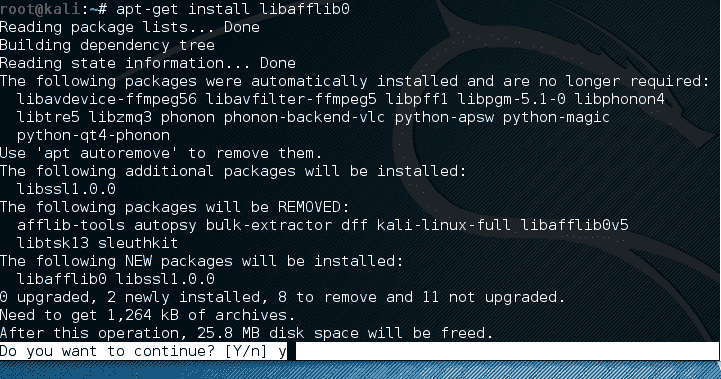 root@kali:~# apt-get install libafflib0
Reading package lists... Done
Building dependency tree
Reading state information... Done
The following packages were automatically installed and are no longer required:
  libavdevice-ffmpeg56 libavfilter-ffmpeg5 libpff1 libpgm-5.1-0 libphonon4
  libtre5 libzmq3 phonon phonon-backend-vlc python-apsw python-magic
  python-qt4-phonon
Use 'apt autoremove' to remove them.
The following additional packages will be installed:
  libssl1.0.0
The following packages will be REMOVED:
  afflib-tools autopsy bulk-extractor dff kali-linux-full libafflib0v5
  libtsk13 sleuthkit
The following NEW packages will be installed:
  libafflib0 libssl1.0.0
0 upgraded, 2 newly installed, 8 to remove and 11 not upgraded.
Need to get 1,264 kB of archives.
After this operation, 25.8 MB disk space will be freed.
Do you want to continue? [Y/n] y